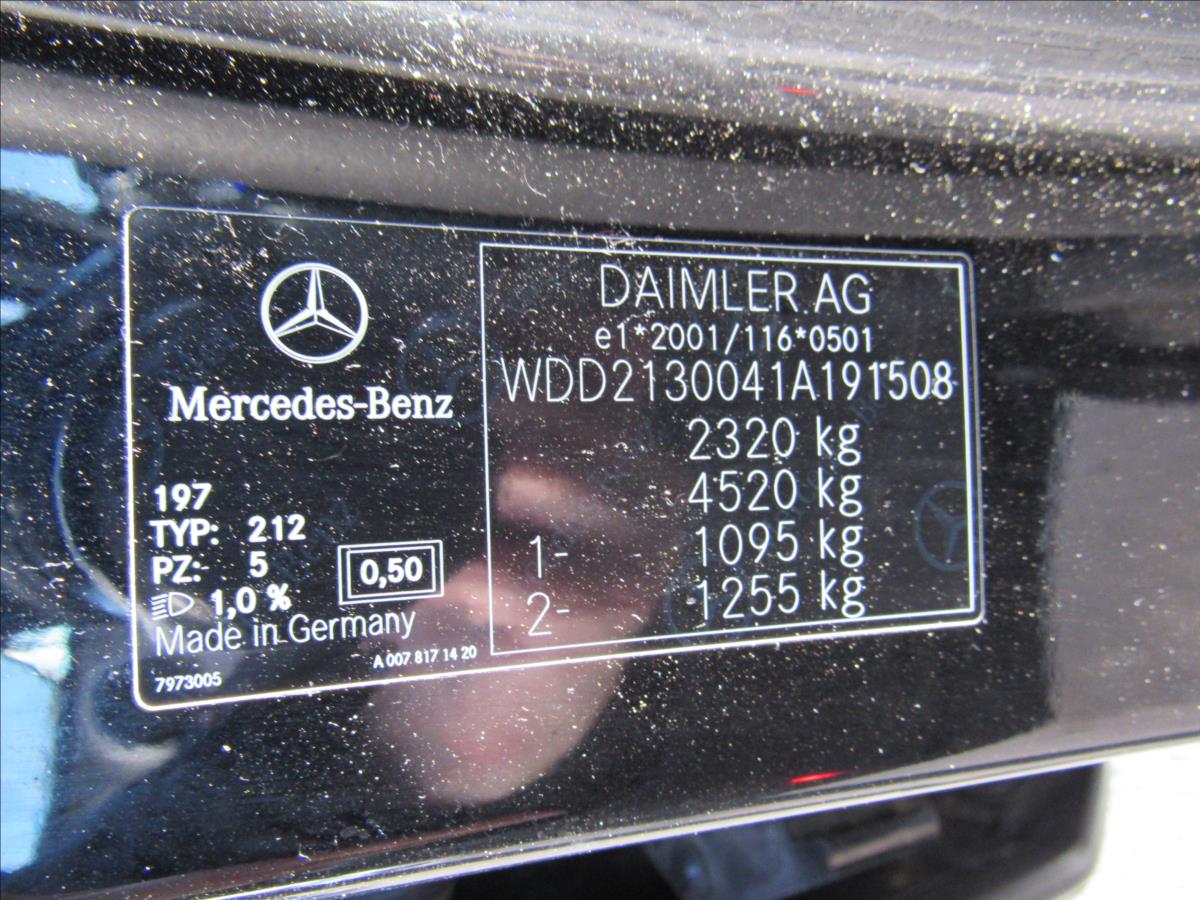 Mercedes-Benz
197
TYP: 212
PZ: 5
1,0 %
0,50
Made in Germany
A 007 817 14 20
7973005
DAIMLER AG
e1*2001/116*0501
WDD2130041A191508
2320 kg
4520 kg
1- 1095 kg
2- 1255 kg